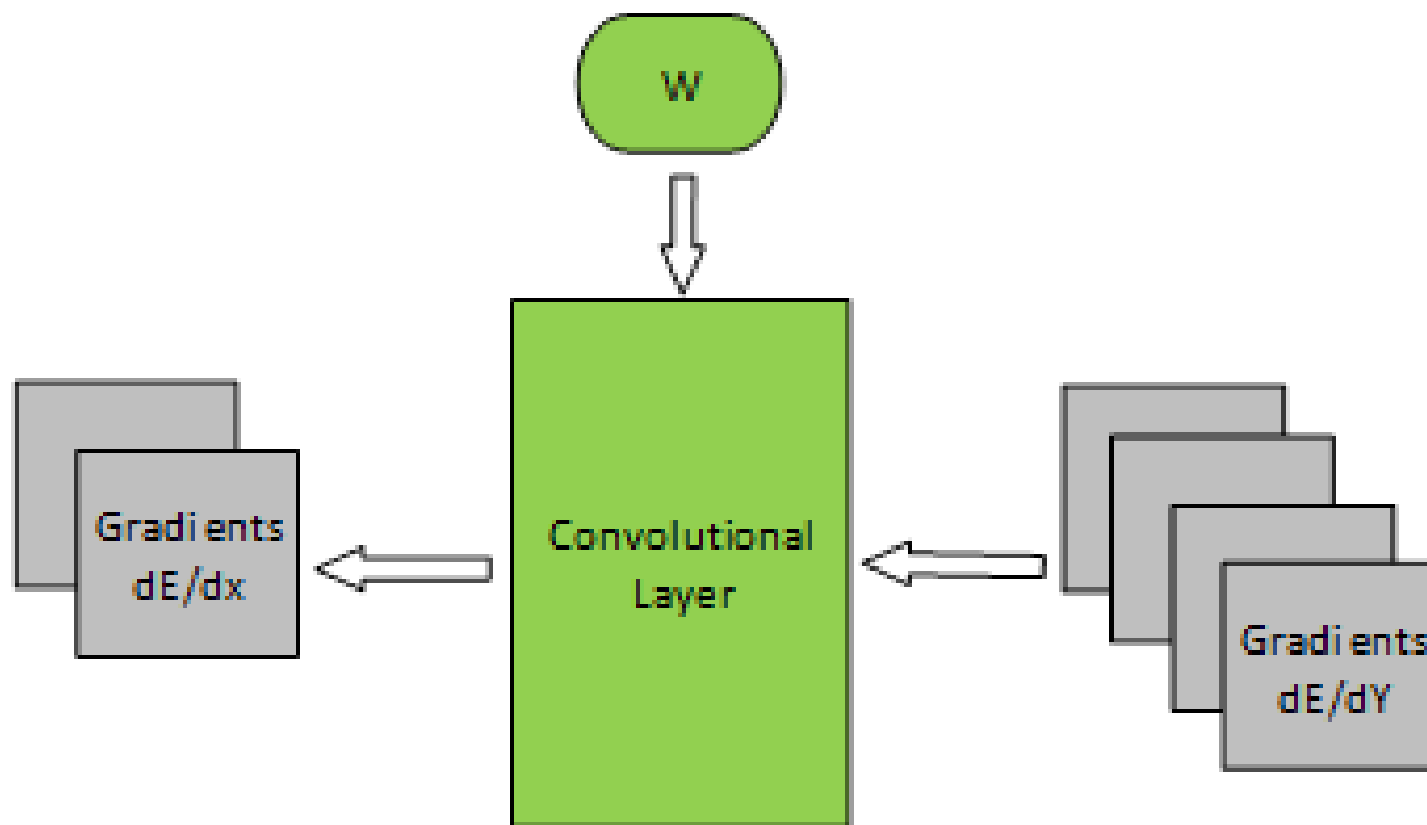 W
Gradients
dE/dx
Convolutional
Layer
Gradients
dE/dY